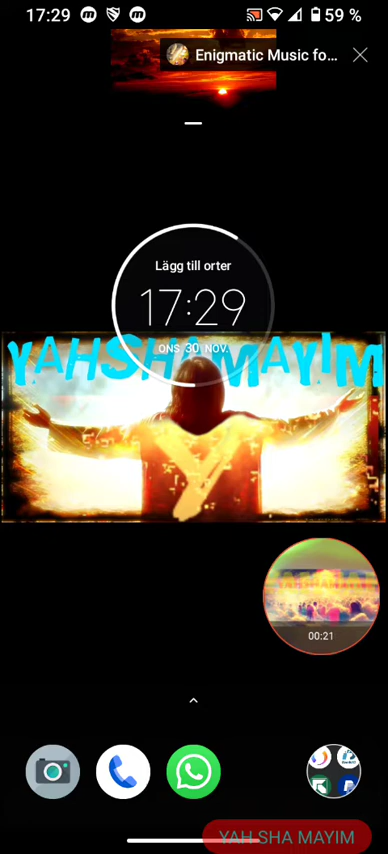 17:29
59 %
Enigmatic Music fo...
Lägg till orter
17:29
ONS 30 NOV.
YAHSHA MAYIM
00:21
YAH SHA MAYIM